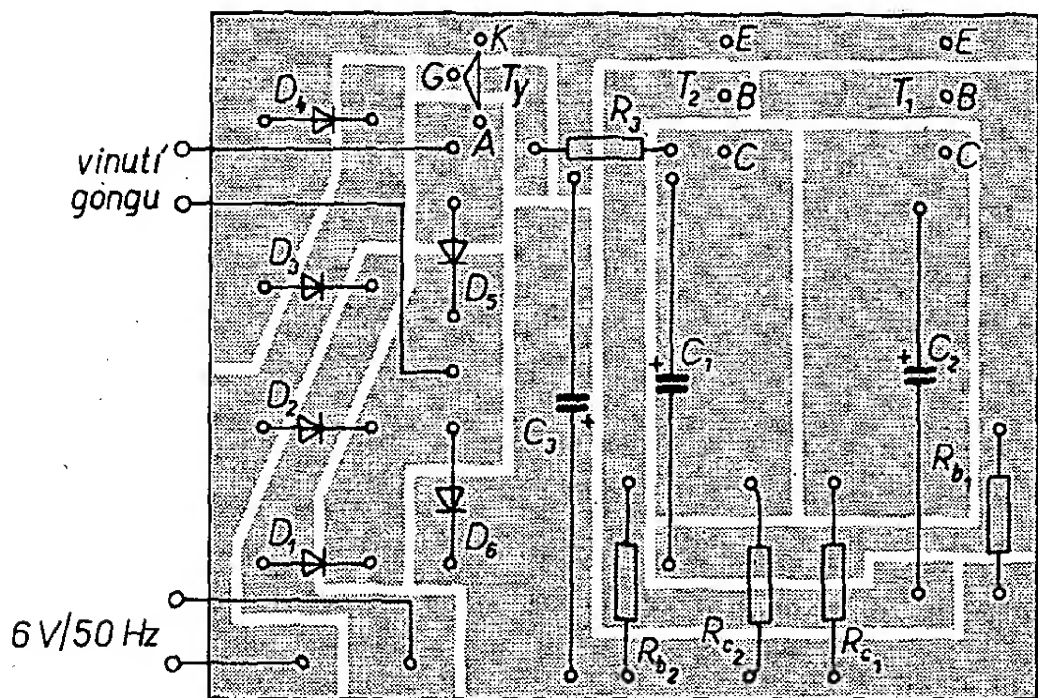 K
E
E
G
Ty
T2
B
T1
B
D4
R3
A
C
C
vinutí
gongu
D3
D5
C1
C2
D2
C3
Rb1
D1
D6
6 V/50 Hz
Rb2
Rc2
Rc1
+
+
+